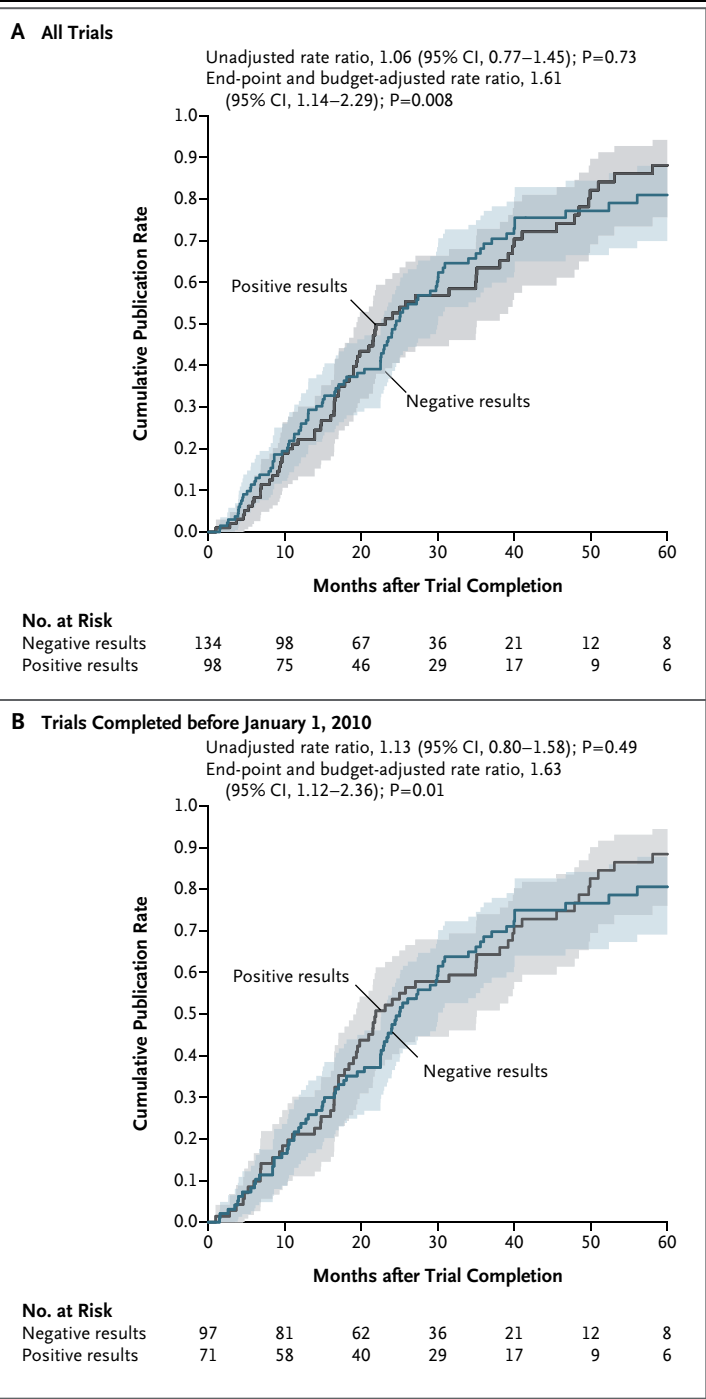 A All Trials
Unadjusted rate ratio, 1.06 (95% CI, 0.77–1.45); P=0.73
End-point and budget-adjusted rate ratio, 1.61
(95% CI, 1.14–2.29); P=0.008
1.0
0.9
0.8
0.7
0.6
0.5
0.4
0.3
0.2
0.1
0.0
Cumulative Publication Rate
Positive results
Negative results
0 10 20 30 40 50 60
Months after Trial Completion
No. at Risk
Negative results 134 98 67 36 21 12 8
Positive results 98 75 46 29 17 9 6
B Trials Completed before January 1, 2010
Unadjusted rate ratio, 1.13 (95% CI, 0.80–1.58); P=0.49
End-point and budget-adjusted rate ratio, 1.63
(95% CI, 1.12–2.36); P=0.01
1.0
0.9
0.8
0.7
0.6
0.5
0.4
0.3
0.2
0.1
0.0
Cumulative Publication Rate
Positive results
Negative results
0 10 20 30 40 50 60
Months after Trial Completion
No. at Risk
Negative results 97 81 62 36 21 12 8
Positive results 71 58 40 29 17 9 6